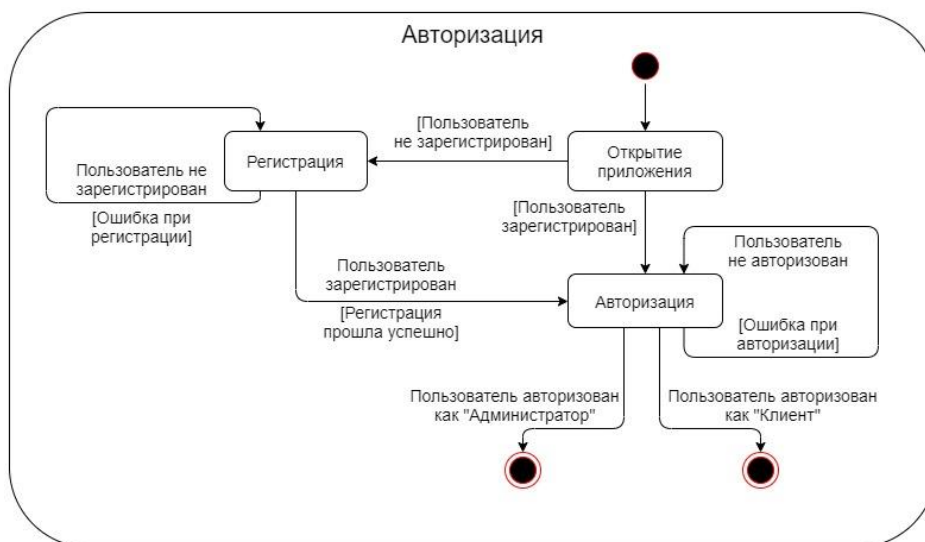 Авторизация
[Пользователь
не зарегистрирован]
Регистрация
Открытие
приложения
Пользователь не
зарегистрирован
[Ошибка при
регистрации]
[Пользователь
зарегистрирован]
Пользователь
не авторизован
Пользователь
зарегистрирован
[Регистрация
прошла успешно]
Авторизация
[Ошибка при
авторизации]
Пользователь авторизован
как "Администратор"
Пользователь авторизован
как "Клиент"